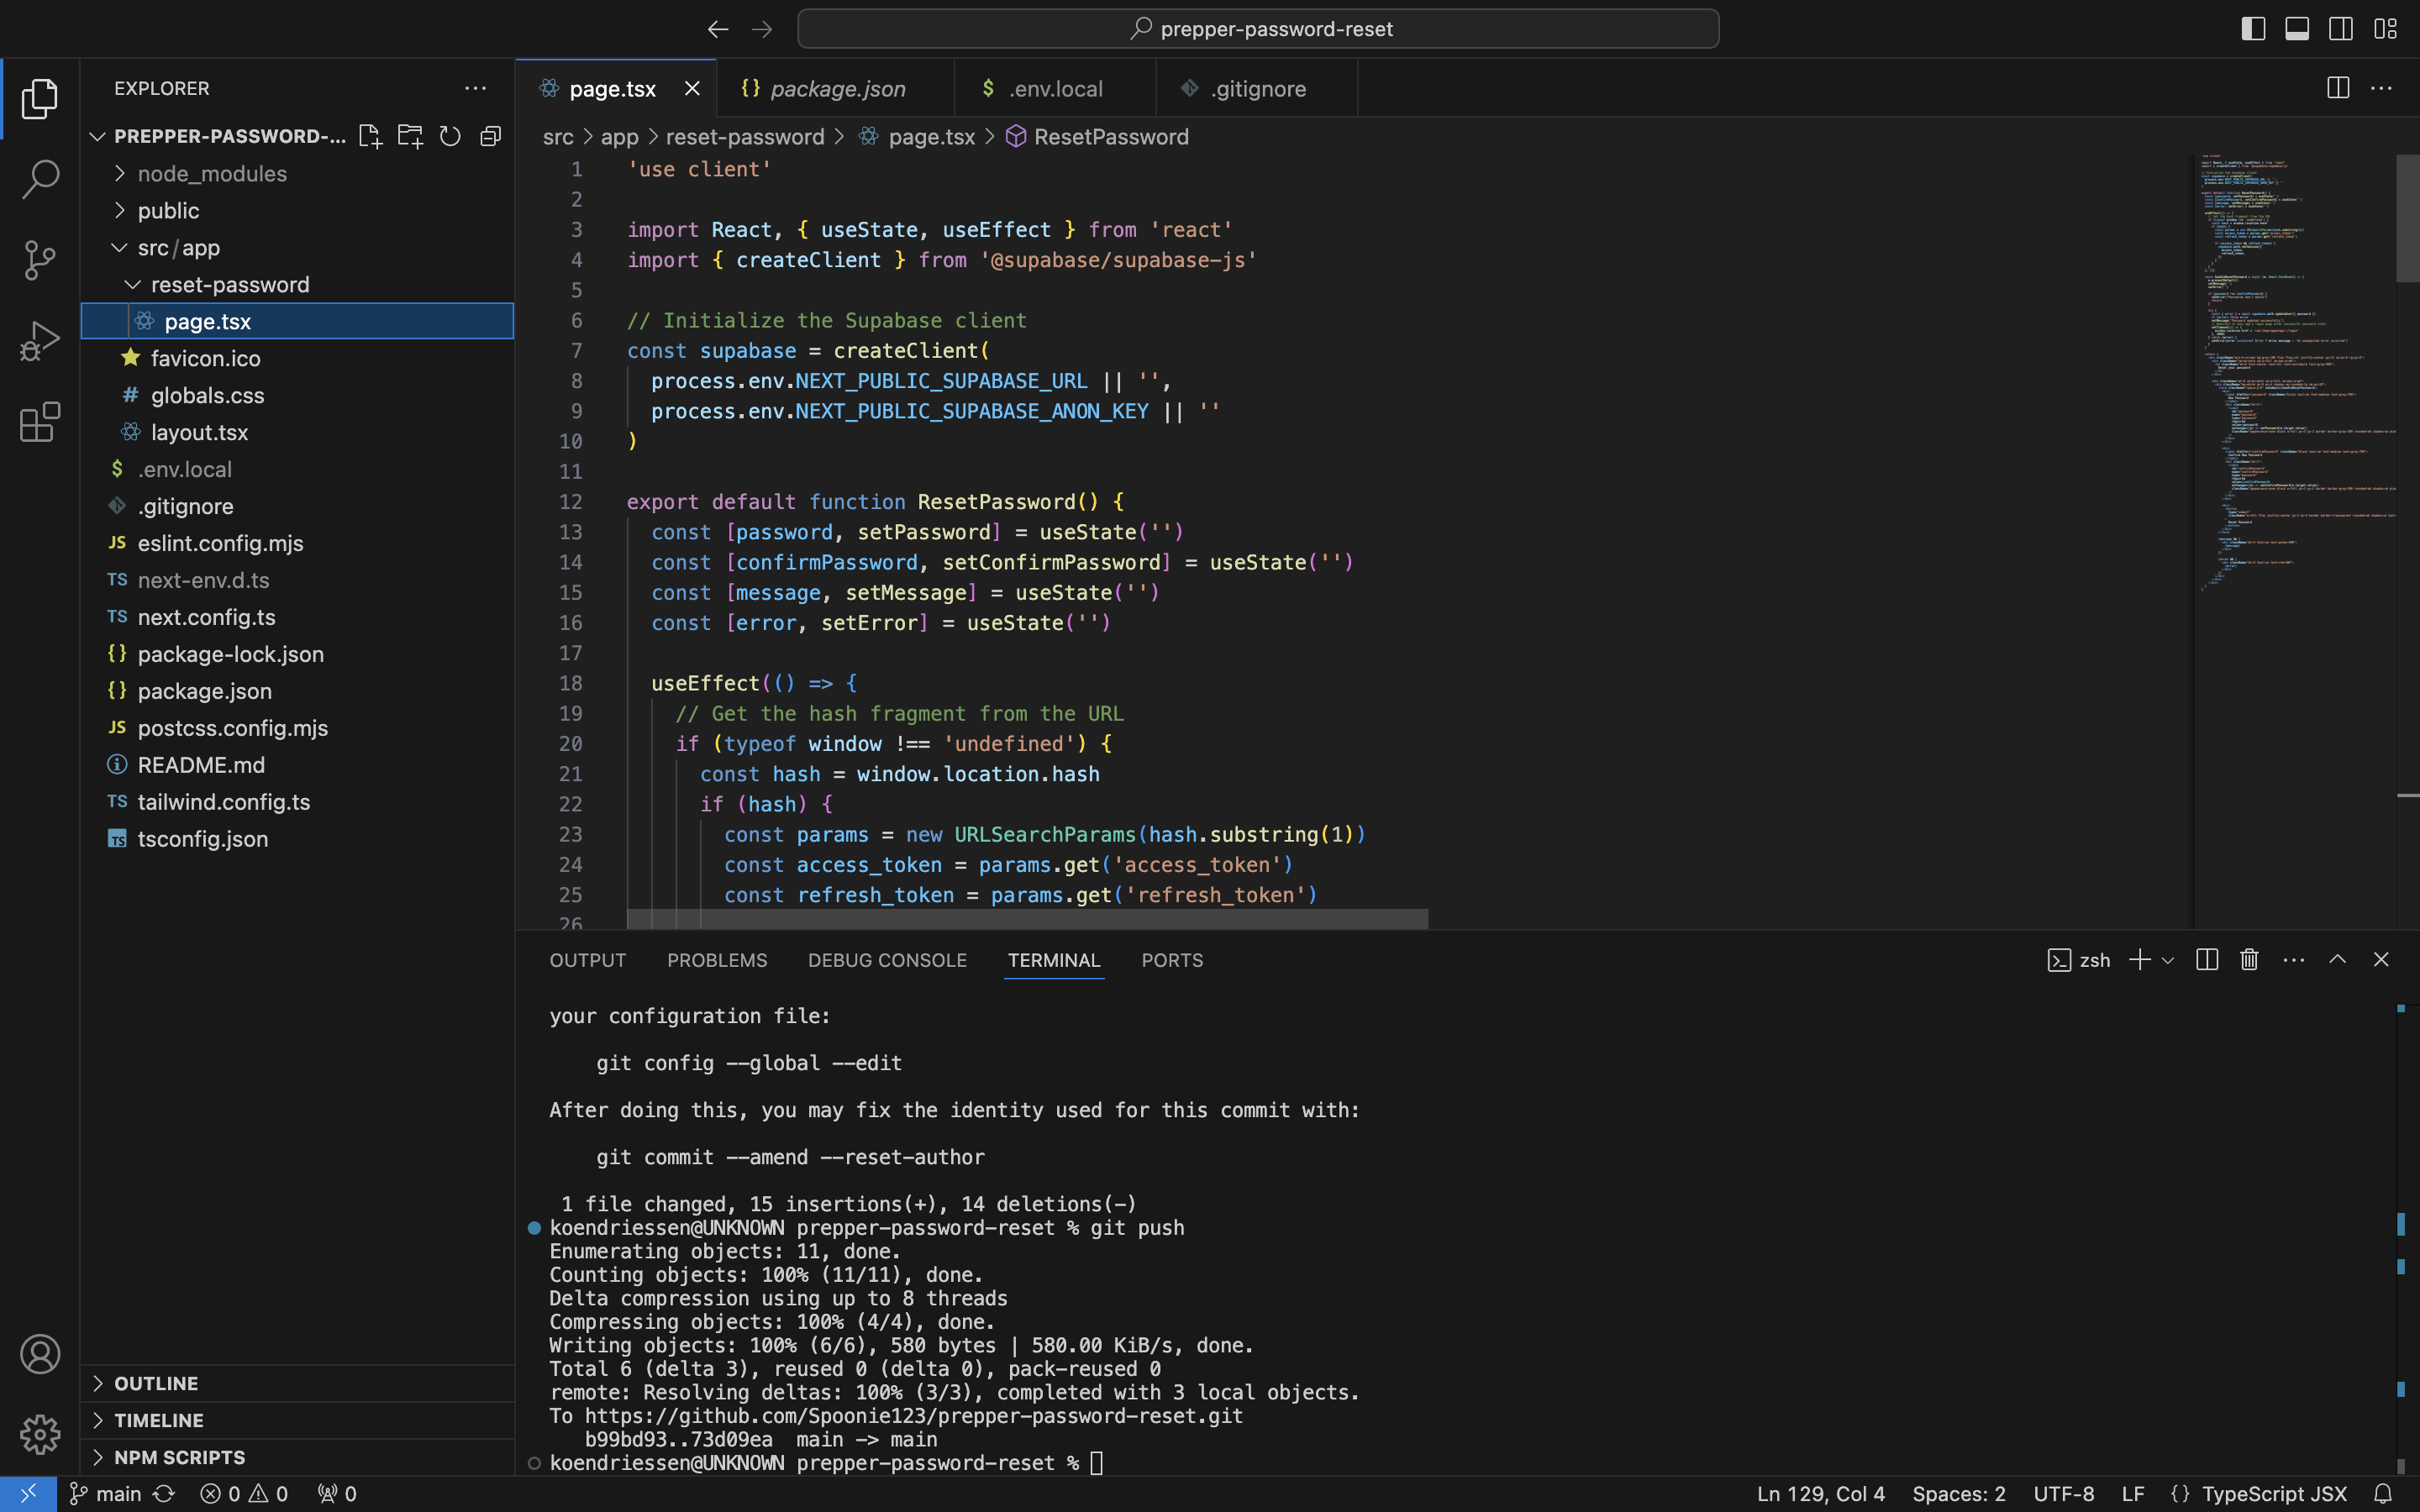 prepper-password-reset
EXPLORER
PREPPER-PASSWORD-...
node_modules
public
src/app
reset-password
page.tsx
favicon.ico
# globals.css
layout.tsx
$ .env.local
.gitignore
JS eslint.config.mjs
TS next-env.d.ts
TS next.config.ts
{} package-lock.json
{} package.json
JS postcss.config.mjs
README.md
TS tailwind.config.ts
TS tsconfig.json
OUTLINE
TIMELINE
NPM SCRIPTS
page.tsx {} package.json $ .env.local .gitignore
src > app > reset-password > page.tsx > ResetPassword
1 'use client'
2
3 import React, { useState, useEffect } from 'react'
4 import { createClient } from '@supabase/supabase-js'
5
6 // Initialize the Supabase client
7 const supabase = createClient(
8 process.env.NEXT_PUBLIC_SUPABASE_URL || '',
9 process.env.NEXT_PUBLIC_SUPABASE_ANON_KEY || ''
10 )
11
12 export default function ResetPassword() {
13 const [password, setPassword] = useState('')
14 const [confirmPassword, setConfirmPassword] = useState('')
15 const [message, setMessage] = useState('')
16 const [error, setError] = useState('')
17
18 useEffect(() => {
19 // Get the hash fragment from the URL
20 if (typeof window !== 'undefined') {
21 const hash = window.location.hash
22 if (hash) {
23 const params = new URLSearchParams(hash.substring(1))
24 const access_token = params.get('access_token')
25 const refresh_token = params.get('refresh_token')
26
OUTPUT PROBLEMS DEBUG CONSOLE TERMINAL PORTS
zsh
your configuration file:
git config --global --edit
After doing this, you may fix the identity used for this commit with:
git commit --amend --reset-author
1 file changed, 15 insertions(+), 14 deletions(-)
koendriessen@UNKNOWN prepper-password-reset % git push
Enumerating objects: 11, done.
Counting objects: 100% (11/11), done.
Delta compression using up to 8 threads
Compressing objects: 100% (4/4), done.
Writing objects: 100% (6/6), 580 bytes | 580.00 KiB/s, done.
Total 6 (delta 3), reused 0 (delta 0), pack-reused 0
remote: Resolving deltas: 100% (3/3), completed with 3 local objects.
To https://github.com/Spoonie123/prepper-password-reset.git
b99bd93..73d09ea main -> main
koendriessen@UNKNOWN prepper-password-reset %
main 0 0 0 Ln 129, Col 4 Spaces: 2 UTF-8 LF {} TypeScript JSX